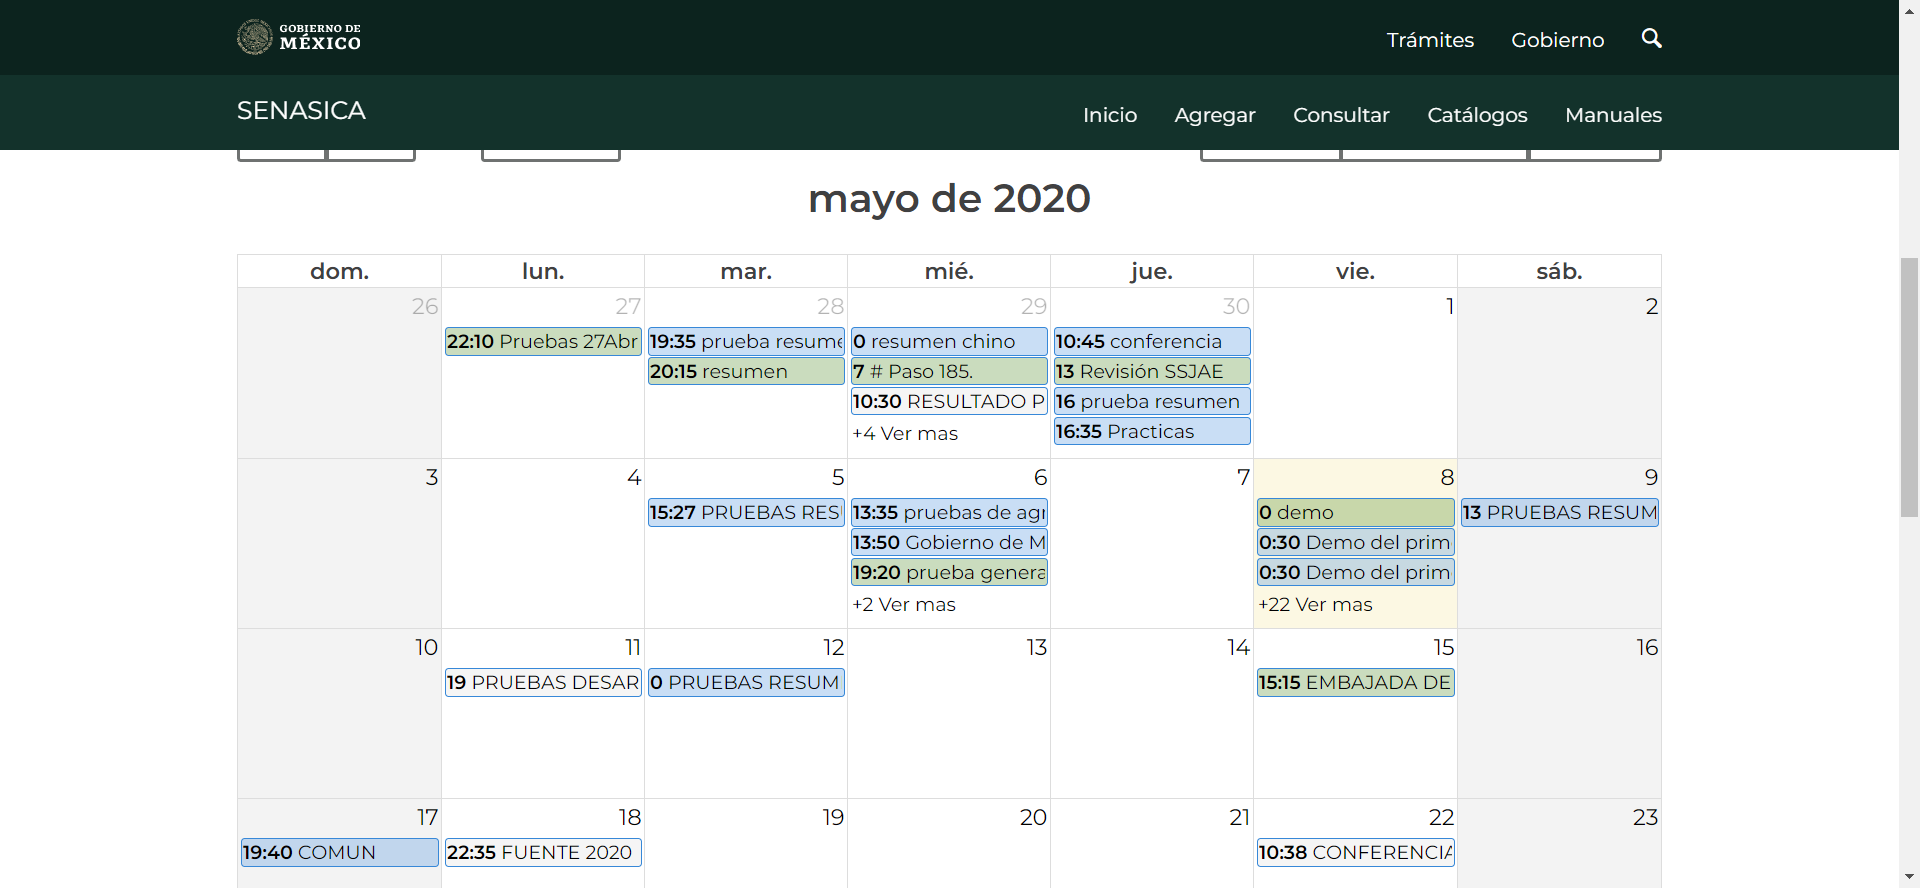 GOBIERNO DE
MÉXICO
Trámites Gobierno
SENASICA
Inicio Agregar Consultar Catálogos Manuales
mayo de 2020
dom. lun. mar. mié. jue. vie. sáb.
26 27 28 29 30 1 2
22:10 Pruebas 27Abr 19:35 prueba resume 0 resumen chino 10:45 conferencia
20:15 resumen 7 # Paso 185. 13 Revisión SSJAE
10:30 RESULTADO P 16 prueba resumen
+4 Ver mas 16:35 Practicas
3 4 5 6 7 8 9
15:27 PRUEBAS RES 13:35 pruebas de agr 0 demo 13 PRUEBAS RESUM
13:50 Gobierno de M 0:30 Demo del prim
19:20 prueba genera 0:30 Demo del prim
+2 Ver mas +22 Ver mas
10 11 12 13 14 15 16
19 PRUEBAS DESAR 0 PRUEBAS RESUM 15:15 EMBAJADA DE
17 18 19 20 21 22 23
19:40 COMUN 22:35 FUENTE 2020 10:38 CONFERENCIA